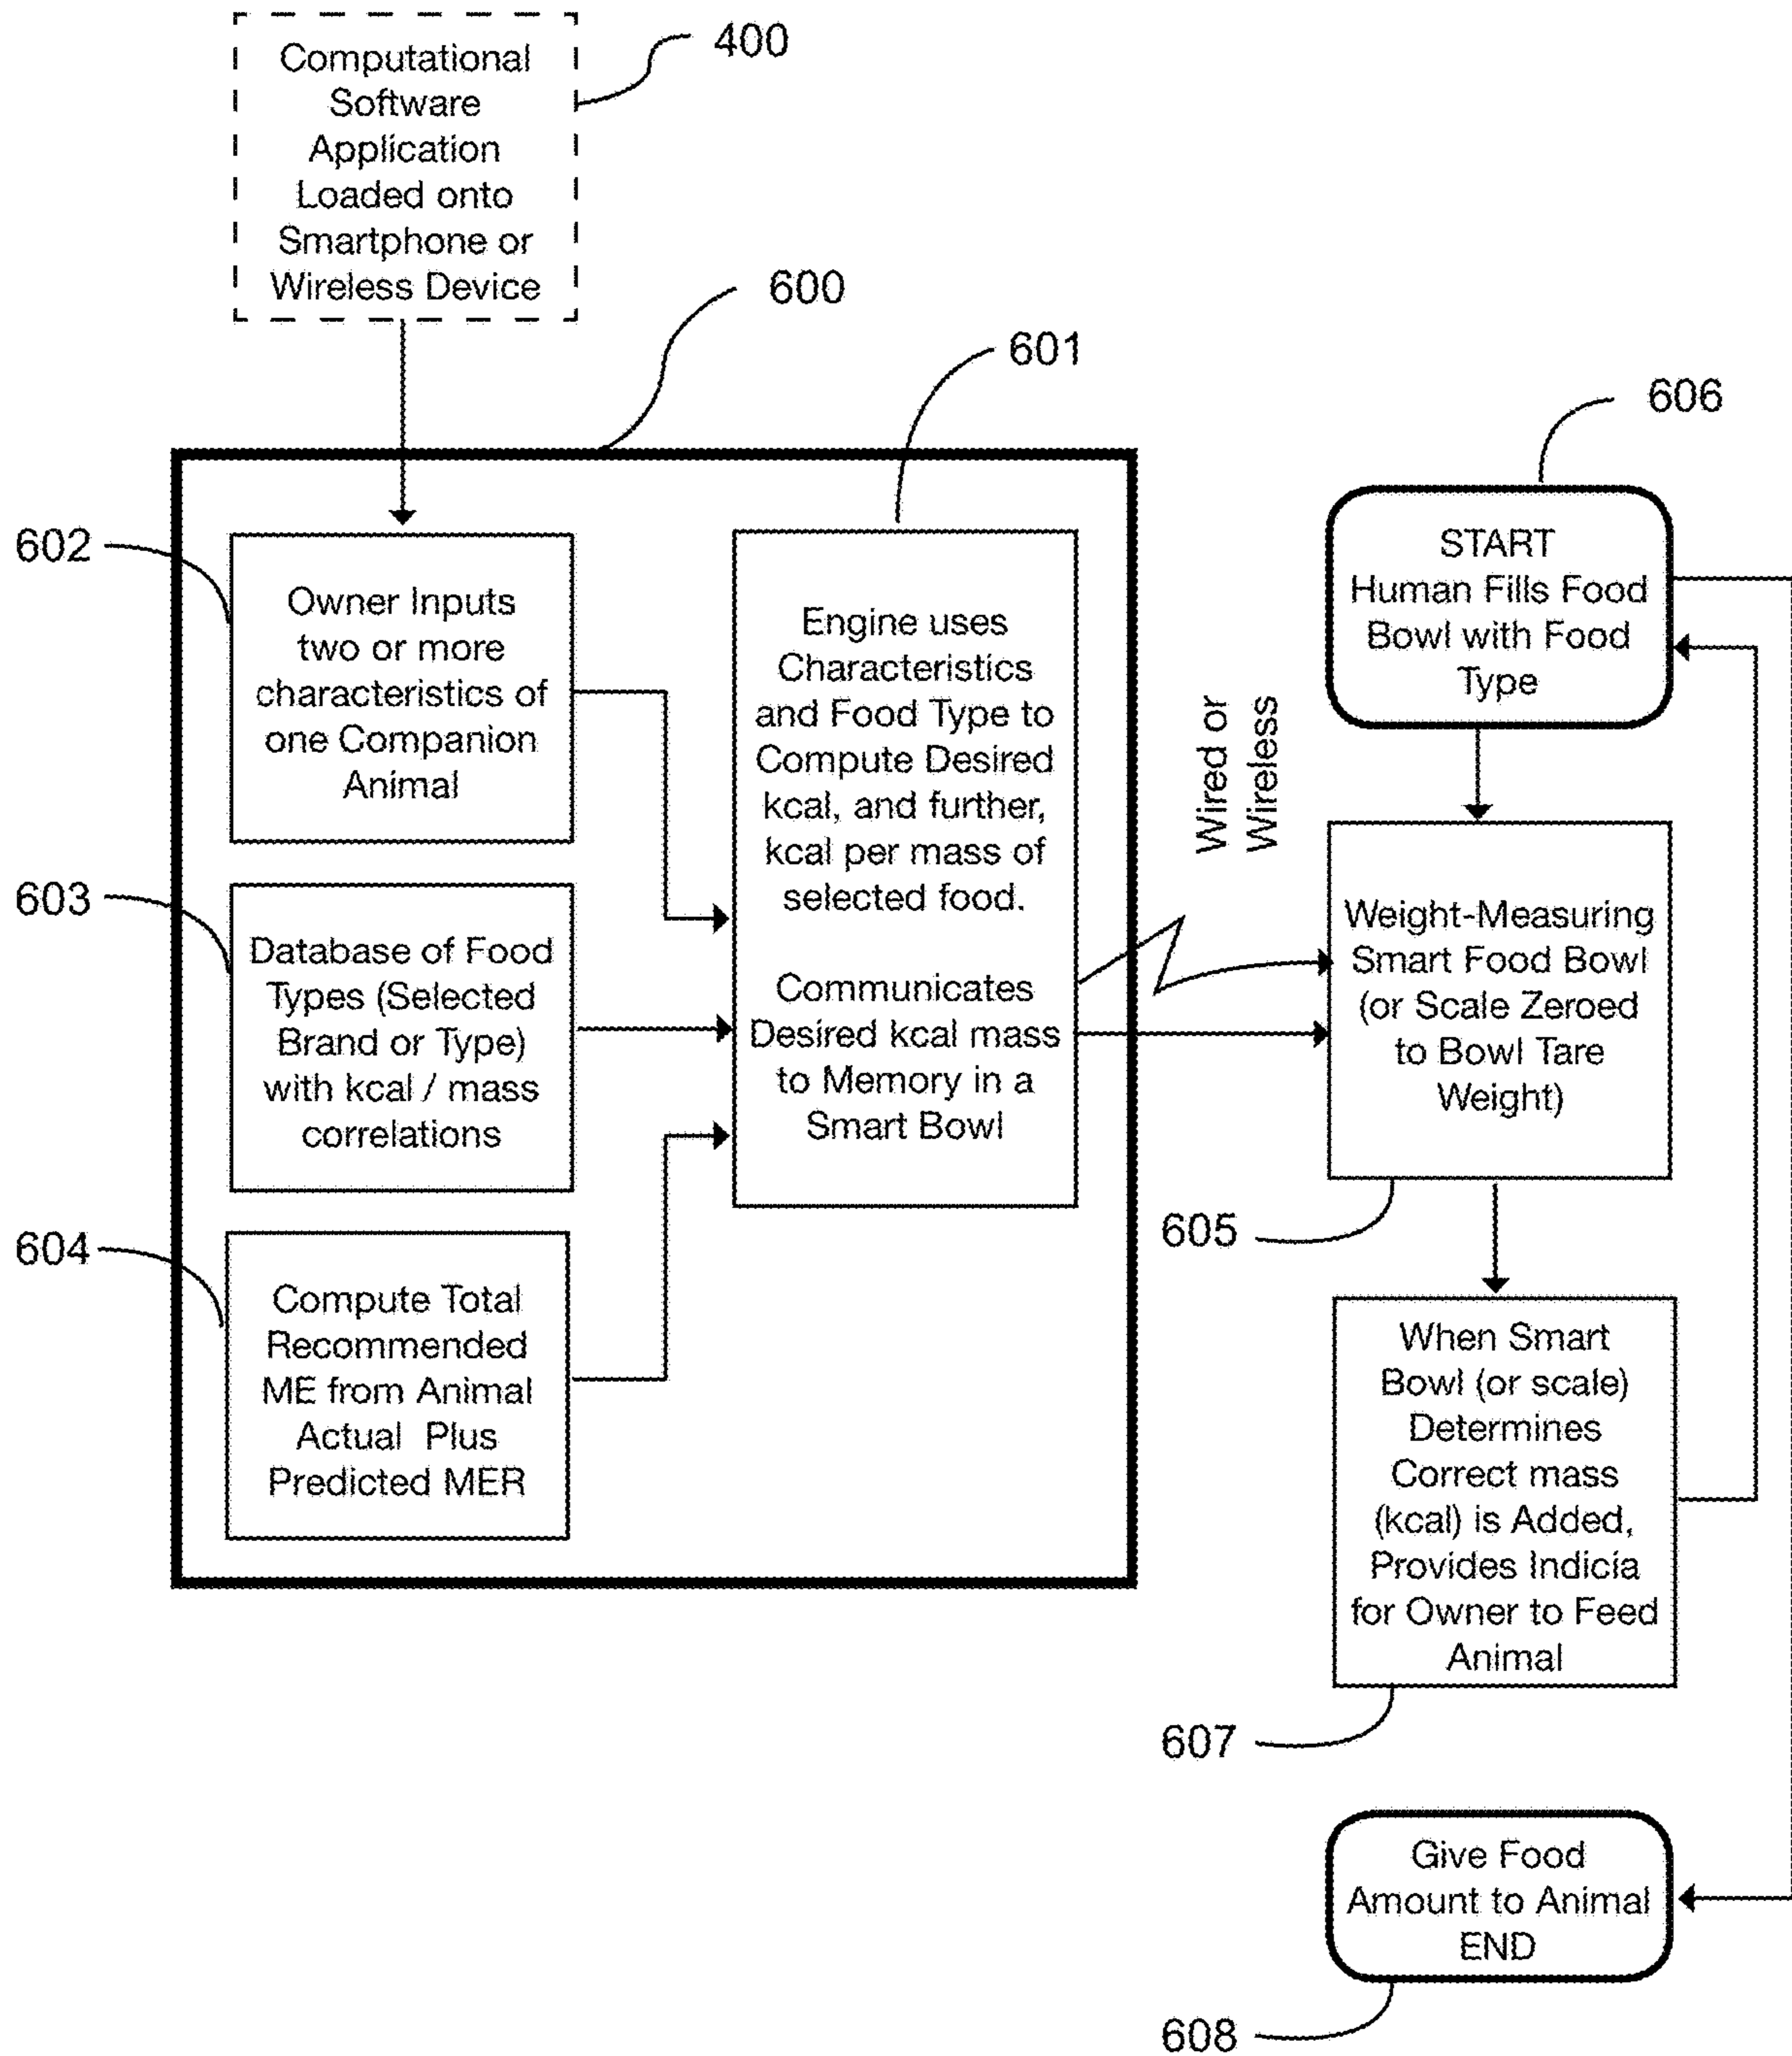 Computational
Software
Application
Loaded onto
Smartphone or
Wireless Device
400
600
601
602
Owner Inputs
two or more
characteristics of
one Companion
Animal
603
Database of Food
Types (Selected
Brand or Type)
with kcal / mass
correlations
604
Compute Total
Recommended
ME from Animal
Actual Plus
Predicted MER
Engine uses
Characteristics
and Food Type to
Compute Desired
kcal, and further,
kcal per mass of
selected food.
Communicates
Desired kcal mass
to Memory in a
Smart Bowl
Wired or
Wireless
606
START
Human Fills Food
Bowl with Food
Type
Weight-Measuring
Smart Food Bowl
(or Scale Zeroed
to Bowl Tare
Weight)
605
When Smart
Bowl (or scale)
Determines
Correct mass
(kcal) is Added,
Provides Indicia
for Owner to Feed
Animal
607
Give Food
Amount to Animal
END
608